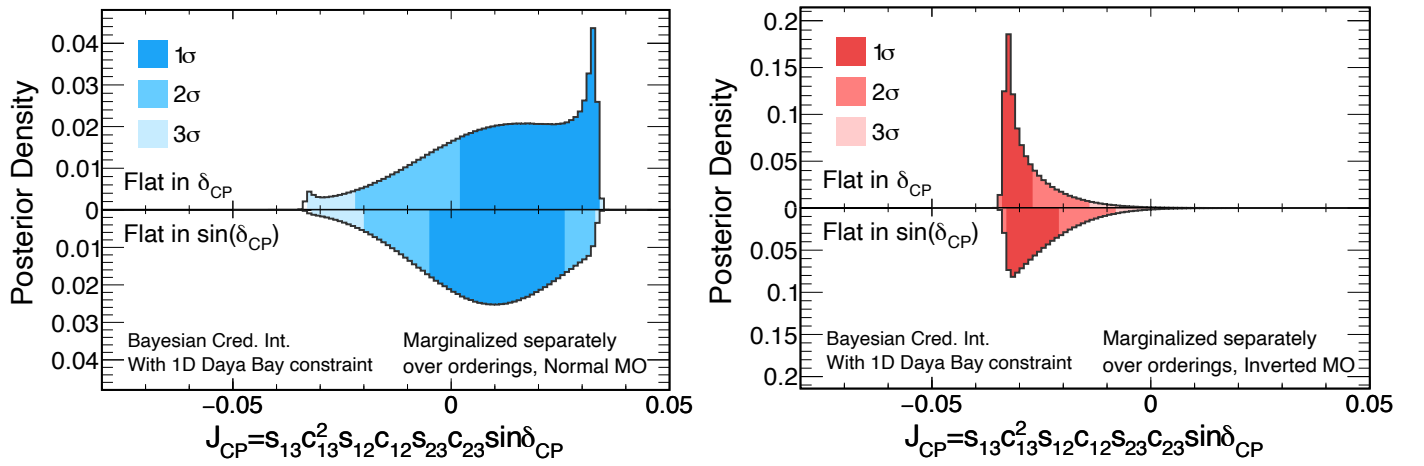 Posterior Density
0.04
0.03
0.02
0.01
0
0.01
0.02
0.03
0.04
1σ
2σ
3σ
Flat in δCP
Flat in sin(δCP)
Bayesian Cred. Int.
With 1D Daya Bay constraint
Marginalized separately
over orderings, Normal MO
−0.05 0 0.05
JCP=s13c²13s12c12s23c23sinδCP
Posterior Density
0.2
0.15
0.1
0.05
0
0.05
0.1
0.15
0.2
1σ
2σ
3σ
Flat in δCP
Flat in sin(δCP)
Bayesian Cred. Int.
With 1D Daya Bay constraint
Marginalized separately
over orderings, Inverted MO
−0.05 0 0.05
JCP=s13c²13s12c12s23c23sinδCP